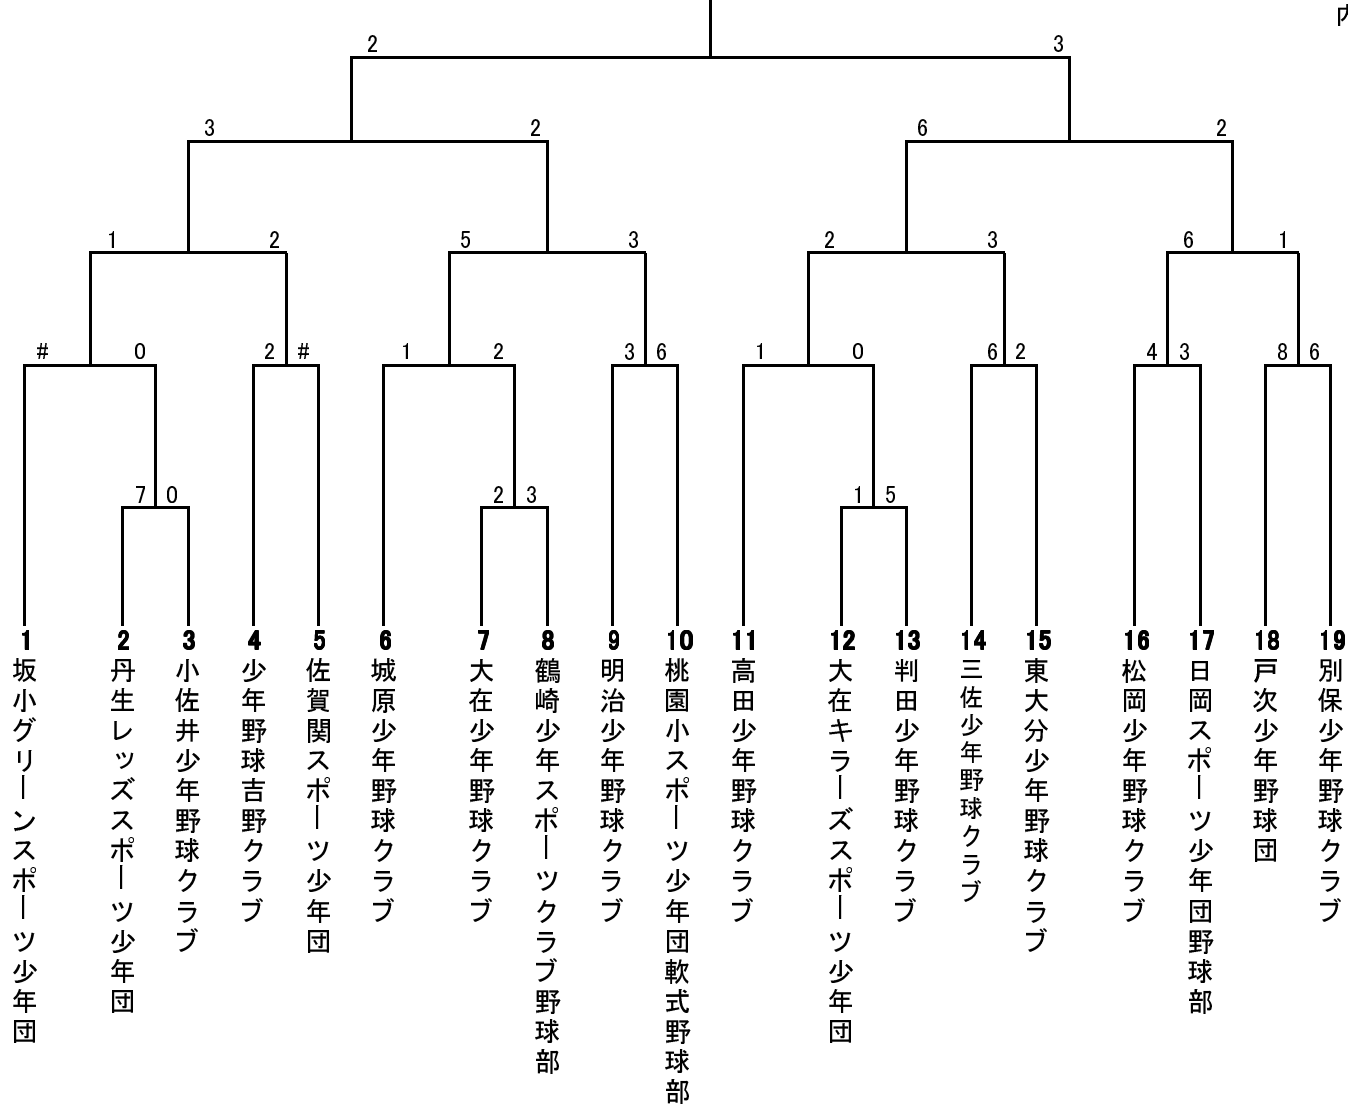 内
2 3
3 2 6 2
1 2 5 3 2 3 6 1
# 0 2 # 1 2 3 6 1 0 6 2 4 3 8 6
7 0 2 3 1 5
1 2 3 4 5 6 7 8 9 10 11 12 13 14 15 16 17 18 19
坂小グリーンスポーツ少年団
丹生レッズスポーツ少年団
小佐井少年野球クラブ
少年野球吉野クラブ
佐賀関スポーツ少年団
城原少年野球クラブ
大在少年野球クラブ
鶴崎少年スポーツクラブ野球部
明治少年野球クラブ
桃園小スポーツ少年団軟式野球部
高田少年野球クラブ
大在キラーズスポーツ少年団
判田少年野球クラブ
三佐少年野球クラブ
東大分少年野球クラブ
松岡少年野球クラブ
日岡スポーツ少年団野球部
戸次少年野球団
別保少年野球クラブ